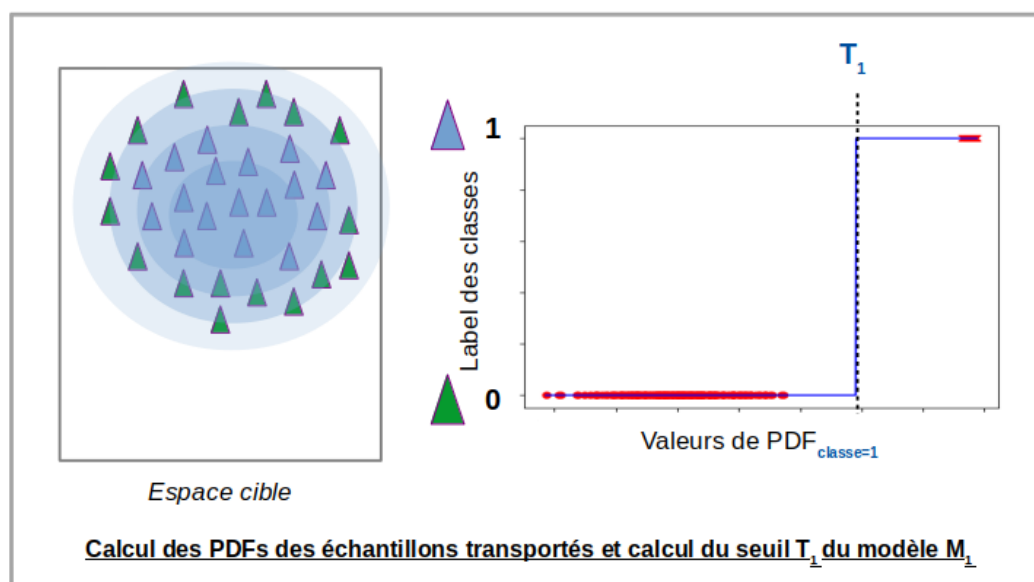 T1
1
Label des classes
0
Valeurs de PDFclasse=1
Espace cible
Calcul des PDFs des échantillons transportés et calcul du seuil T1 du modèle M1